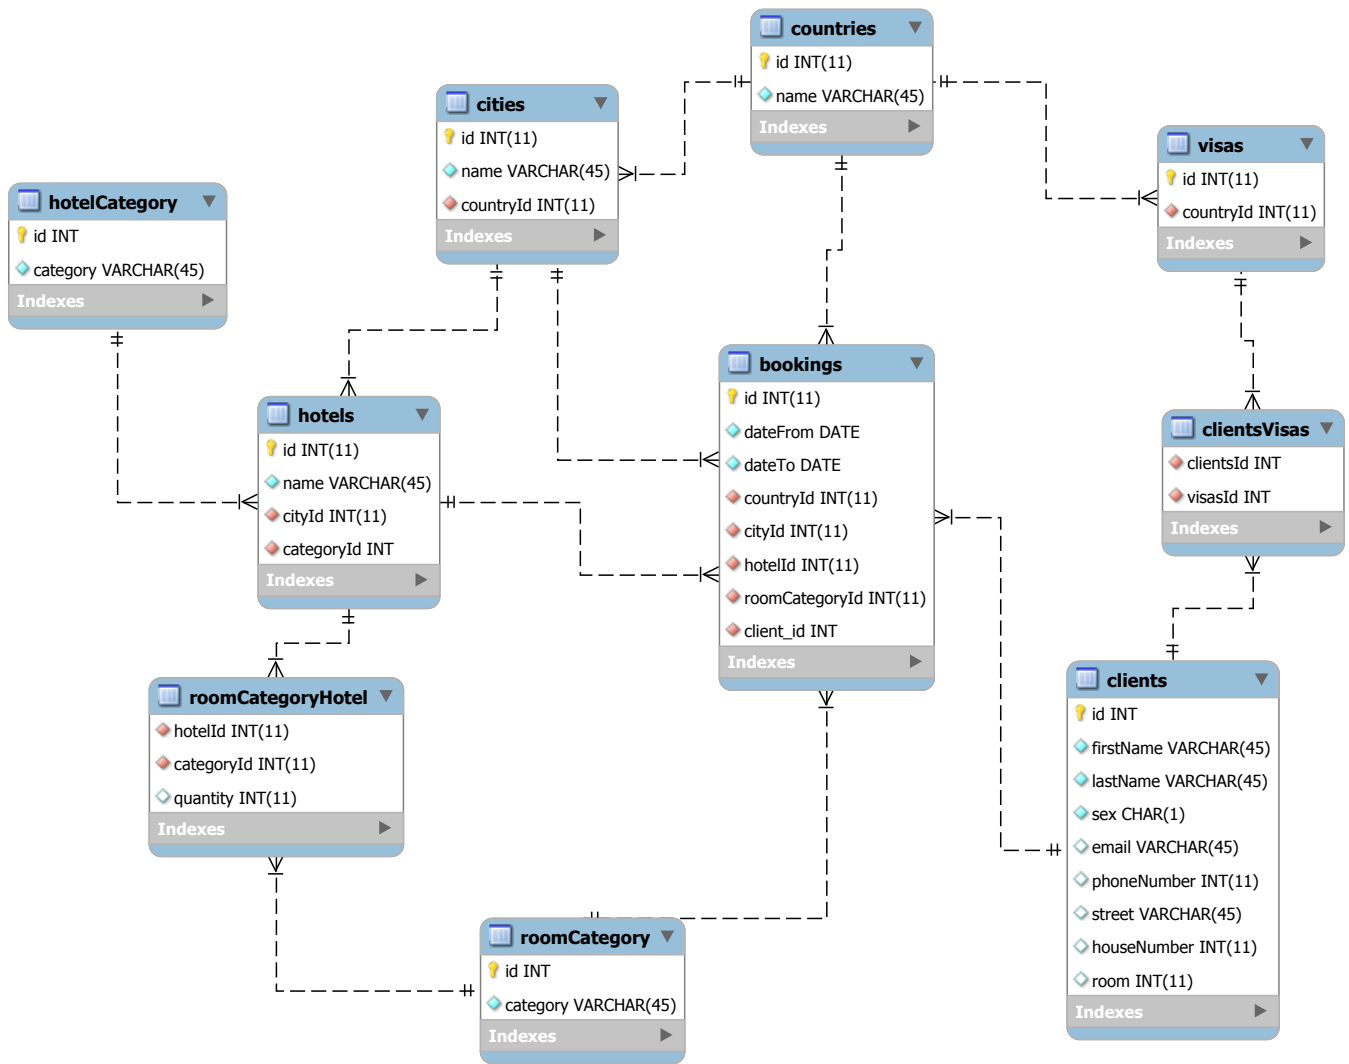 countries
id INT(11)
name VARCHAR(45)
Indexes
cities
id INT(11)
name VARCHAR(45)
countryId INT(11)
Indexes
visas
id INT(11)
countryId INT(11)
Indexes
hotelCategory
id INT
category VARCHAR(45)
Indexes
bookings
id INT(11)
dateFrom DATE
dateTo DATE
countryId INT(11)
cityId INT(11)
hotelId INT(11)
roomCategoryId INT(11)
client_id INT
Indexes
hotels
id INT(11)
name VARCHAR(45)
cityId INT(11)
categoryId INT
Indexes
clientsVisas
clientsId INT
visasId INT
Indexes
roomCategoryHotel
hotelId INT(11)
categoryId INT(11)
quantity INT(11)
Indexes
clients
id INT
firstName VARCHAR(45)
lastName VARCHAR(45)
sex CHAR(1)
email VARCHAR(45)
phoneNumber INT(11)
street VARCHAR(45)
houseNumber INT(11)
room INT(11)
Indexes
roomCategory
id INT
category VARCHAR(45)
Indexes